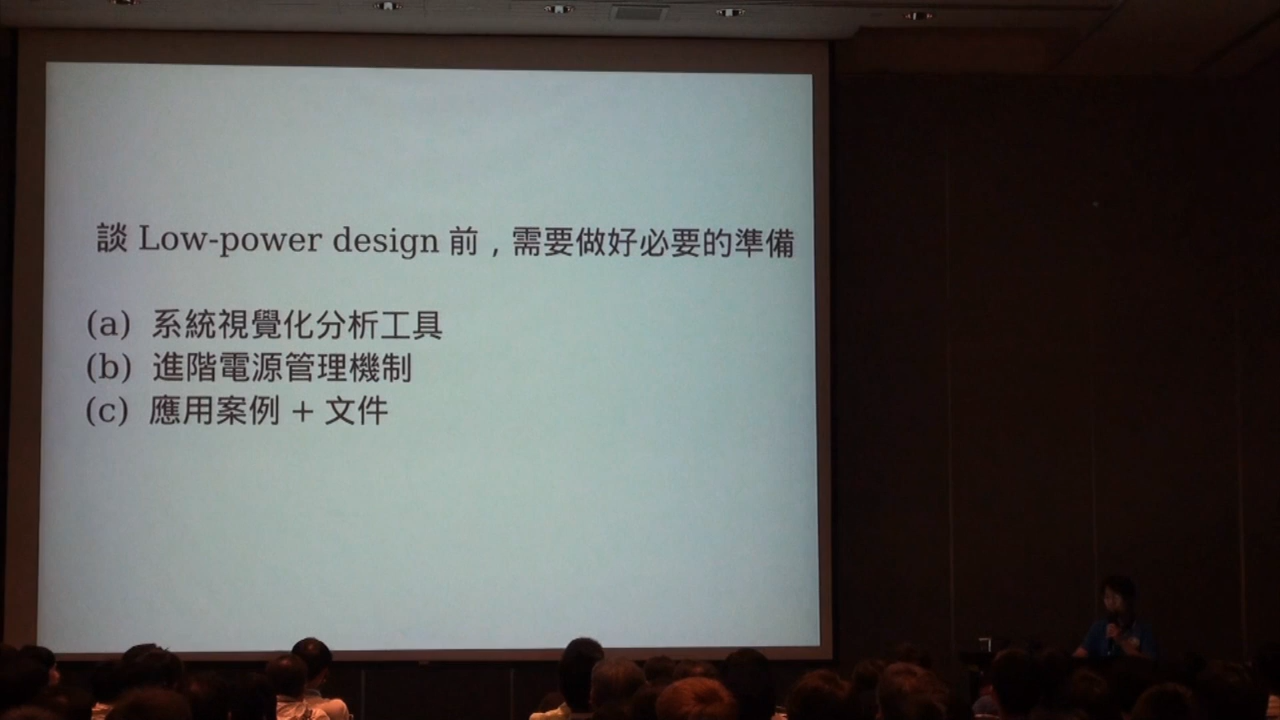 談 Low-power design 前，需要做好必要的準備
(a) 系統視覺化分析工具
(b) 進階電源管理機制
(c) 應用案例 + 文件